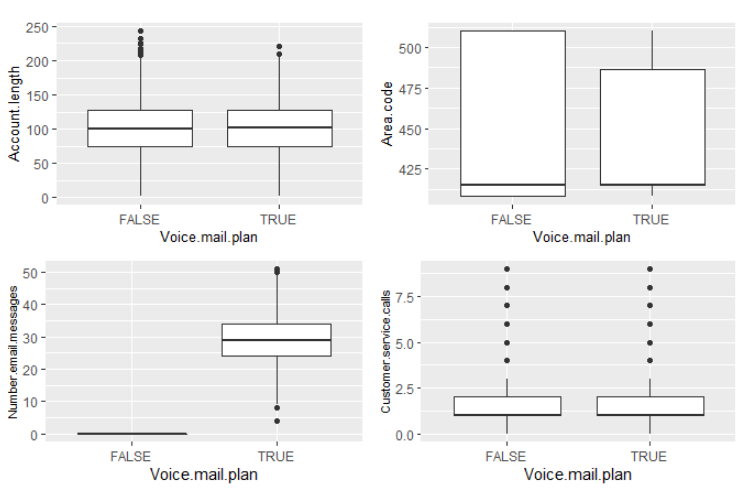 Account.length
250
200
150
100
50
0
FALSE TRUE
Voice.mail.plan
Area.code
500
475
450
425
FALSE TRUE
Voice.mail.plan
Number.email.messages
50
40
30
20
10
0
FALSE TRUE
Voice.mail.plan
Customer.service.calls
7.5
5.0
2.5
0.0
FALSE TRUE
Voice.mail.plan